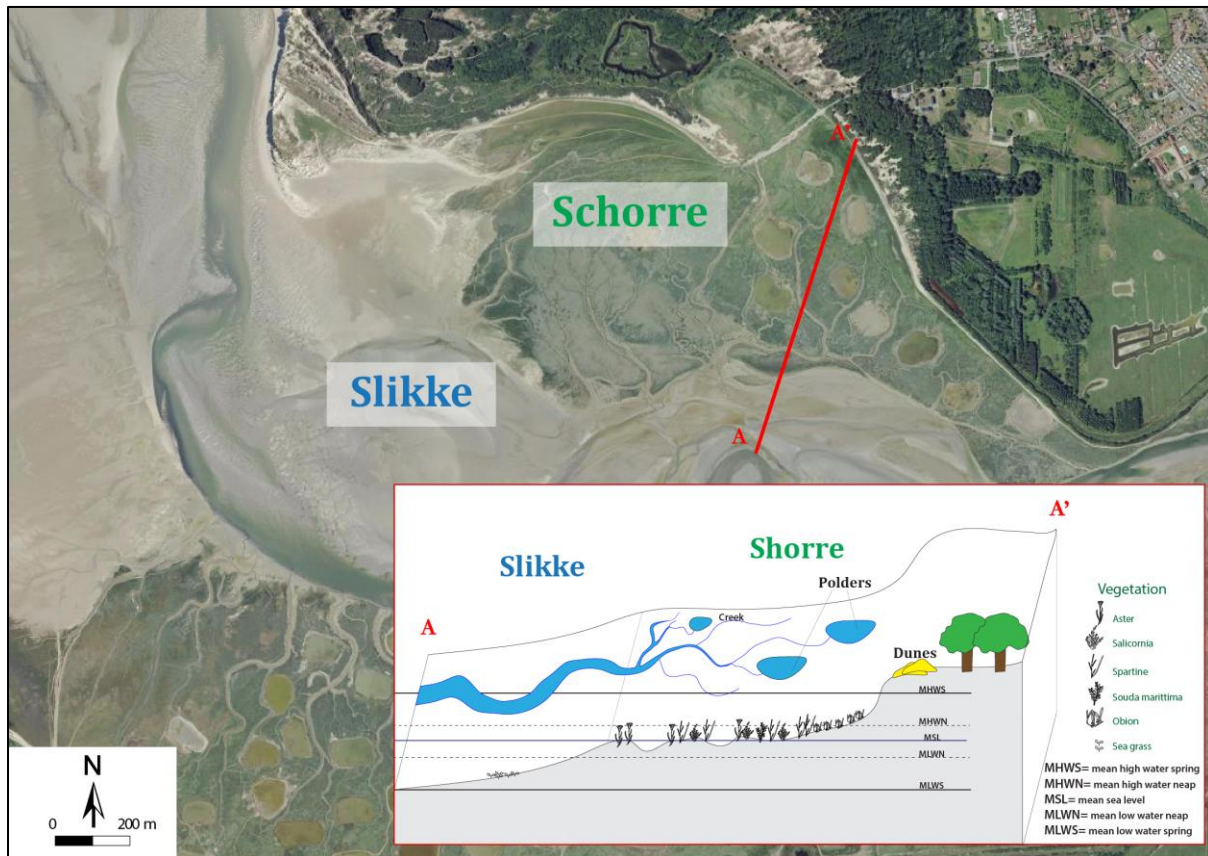 A'
Schorre
Slikke
A
A'
Shorre
Slikke
Polders
Creek
A
Dunes
MHWS
MHWN
MSL
MLWN
MLWS
Vegetation
Aster
Salicornia
Spartine
Souda marittima
Obion
Sea grass
MHWS= mean high water spring
MHWN= mean high water neap
MSL= mean sea level
MLWN= mean low water neap
MLWS= mean low water spring
N
0 200 m